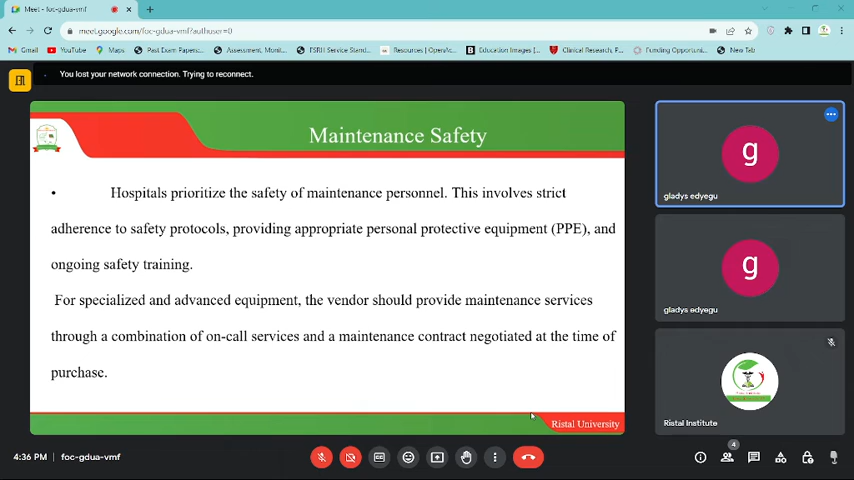 Meet - foc-gdua-vmf
meet.google.com/foc-gdua-vmf?authuser=0
Gmail
YouTube
Maps
Past Exam Papers:...
Assessment, Monit...
Resources | OpenAc...
Education Images |...
Clinical Research, F...
Funding Opportuni...
New Tab
You lost your network connection. Trying to reconnect.
Maintenance Safety
• Hospitals prioritize the safety of maintenance personnel. This involves strict
adherence to safety protocols, providing appropriate personal protective equipment (PPE), and
ongoing safety training.
For specialized and advanced equipment, the vendor should provide maintenance services
through a combination of on-call services and a maintenance contract negotiated at the time of
purchase.
Ristal University
g
gladys edyegu
g
gladys edyegu
Ristal Institute
4:36 PM
foc-gdua-vmf
4